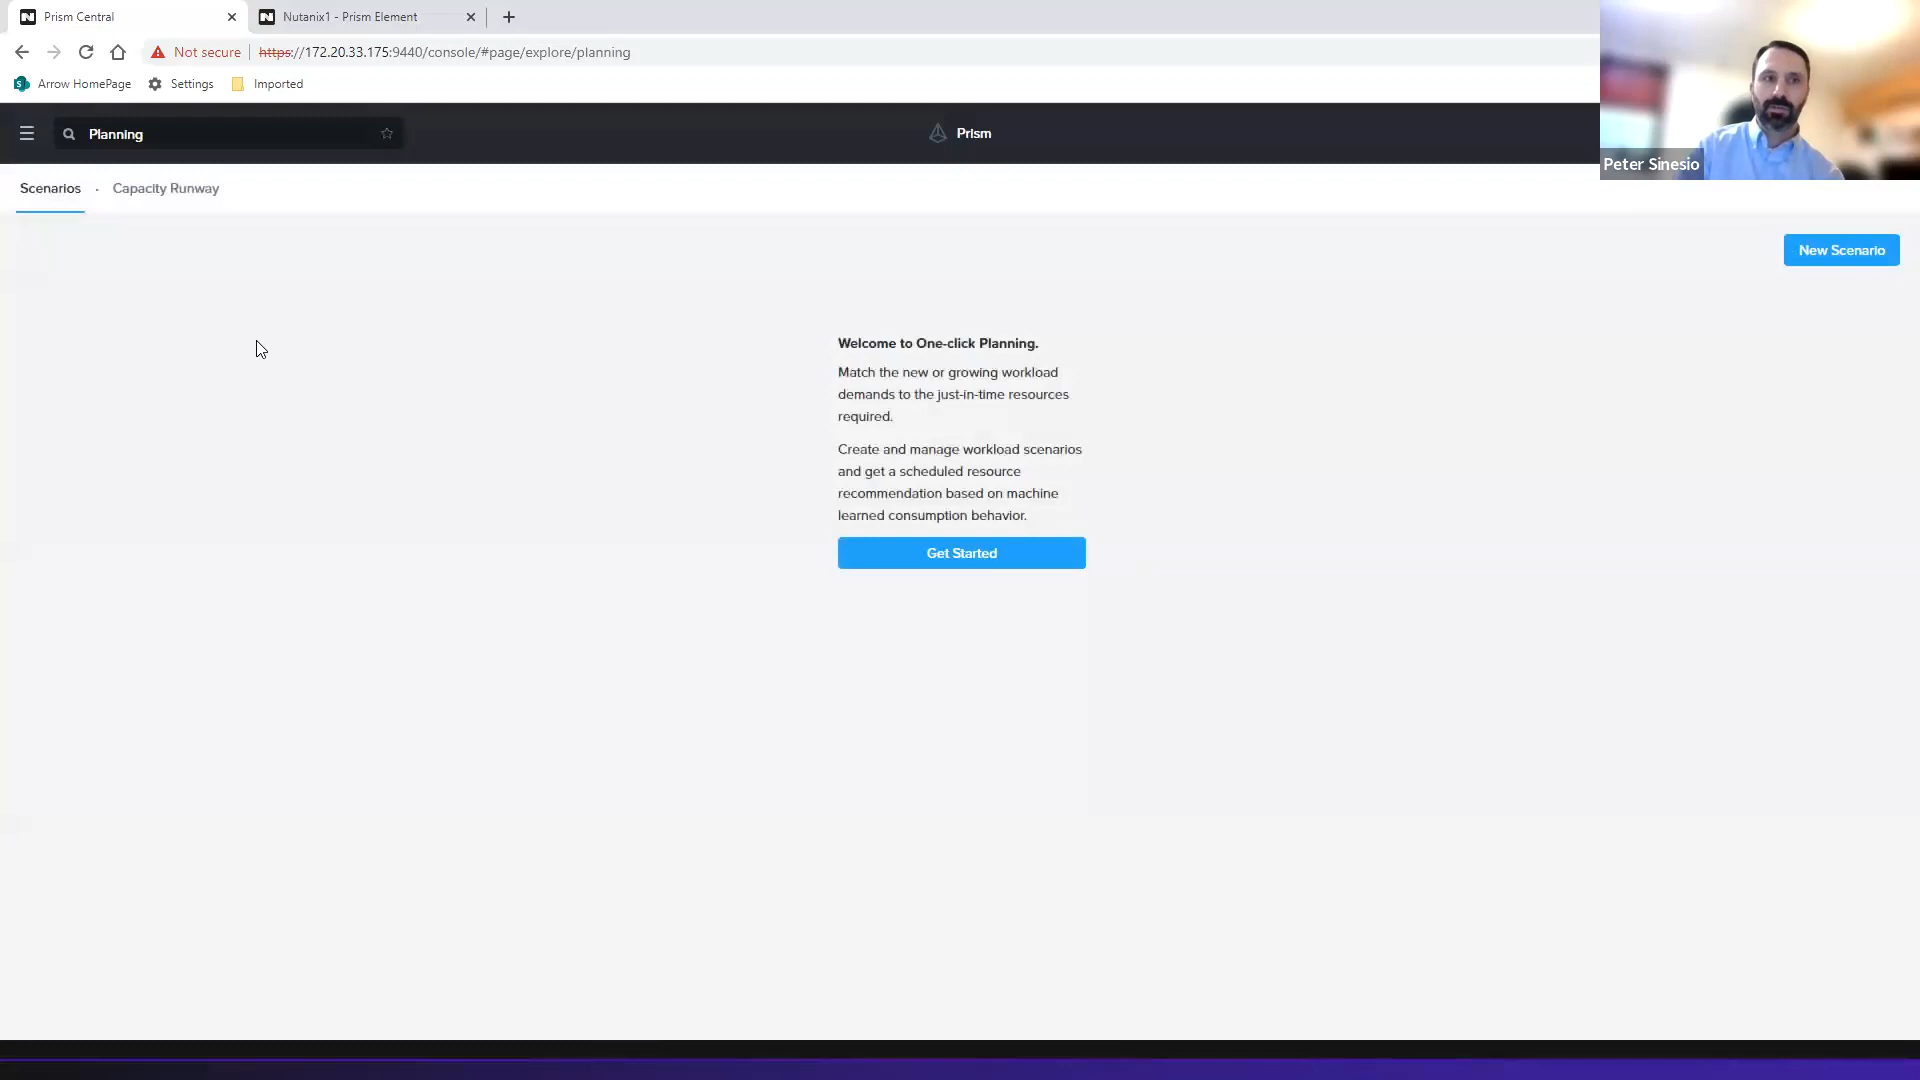 Prism Central
Nutanix1 - Prism Element
Not secure
https://172.20.33.175:9440/console/#page/explore/planning
Arrow HomePage
Settings
Imported
Planning
Prism
Peter Sinesio
Scenarios
Capacity Runway
New Scenario
Welcome to One-click Planning.
Match the new or growing workload
demands to the just-in-time resources
required.
Create and manage workload scenarios
and get a scheduled resource
recommendation based on machine
learned consumption behavior.
Get Started